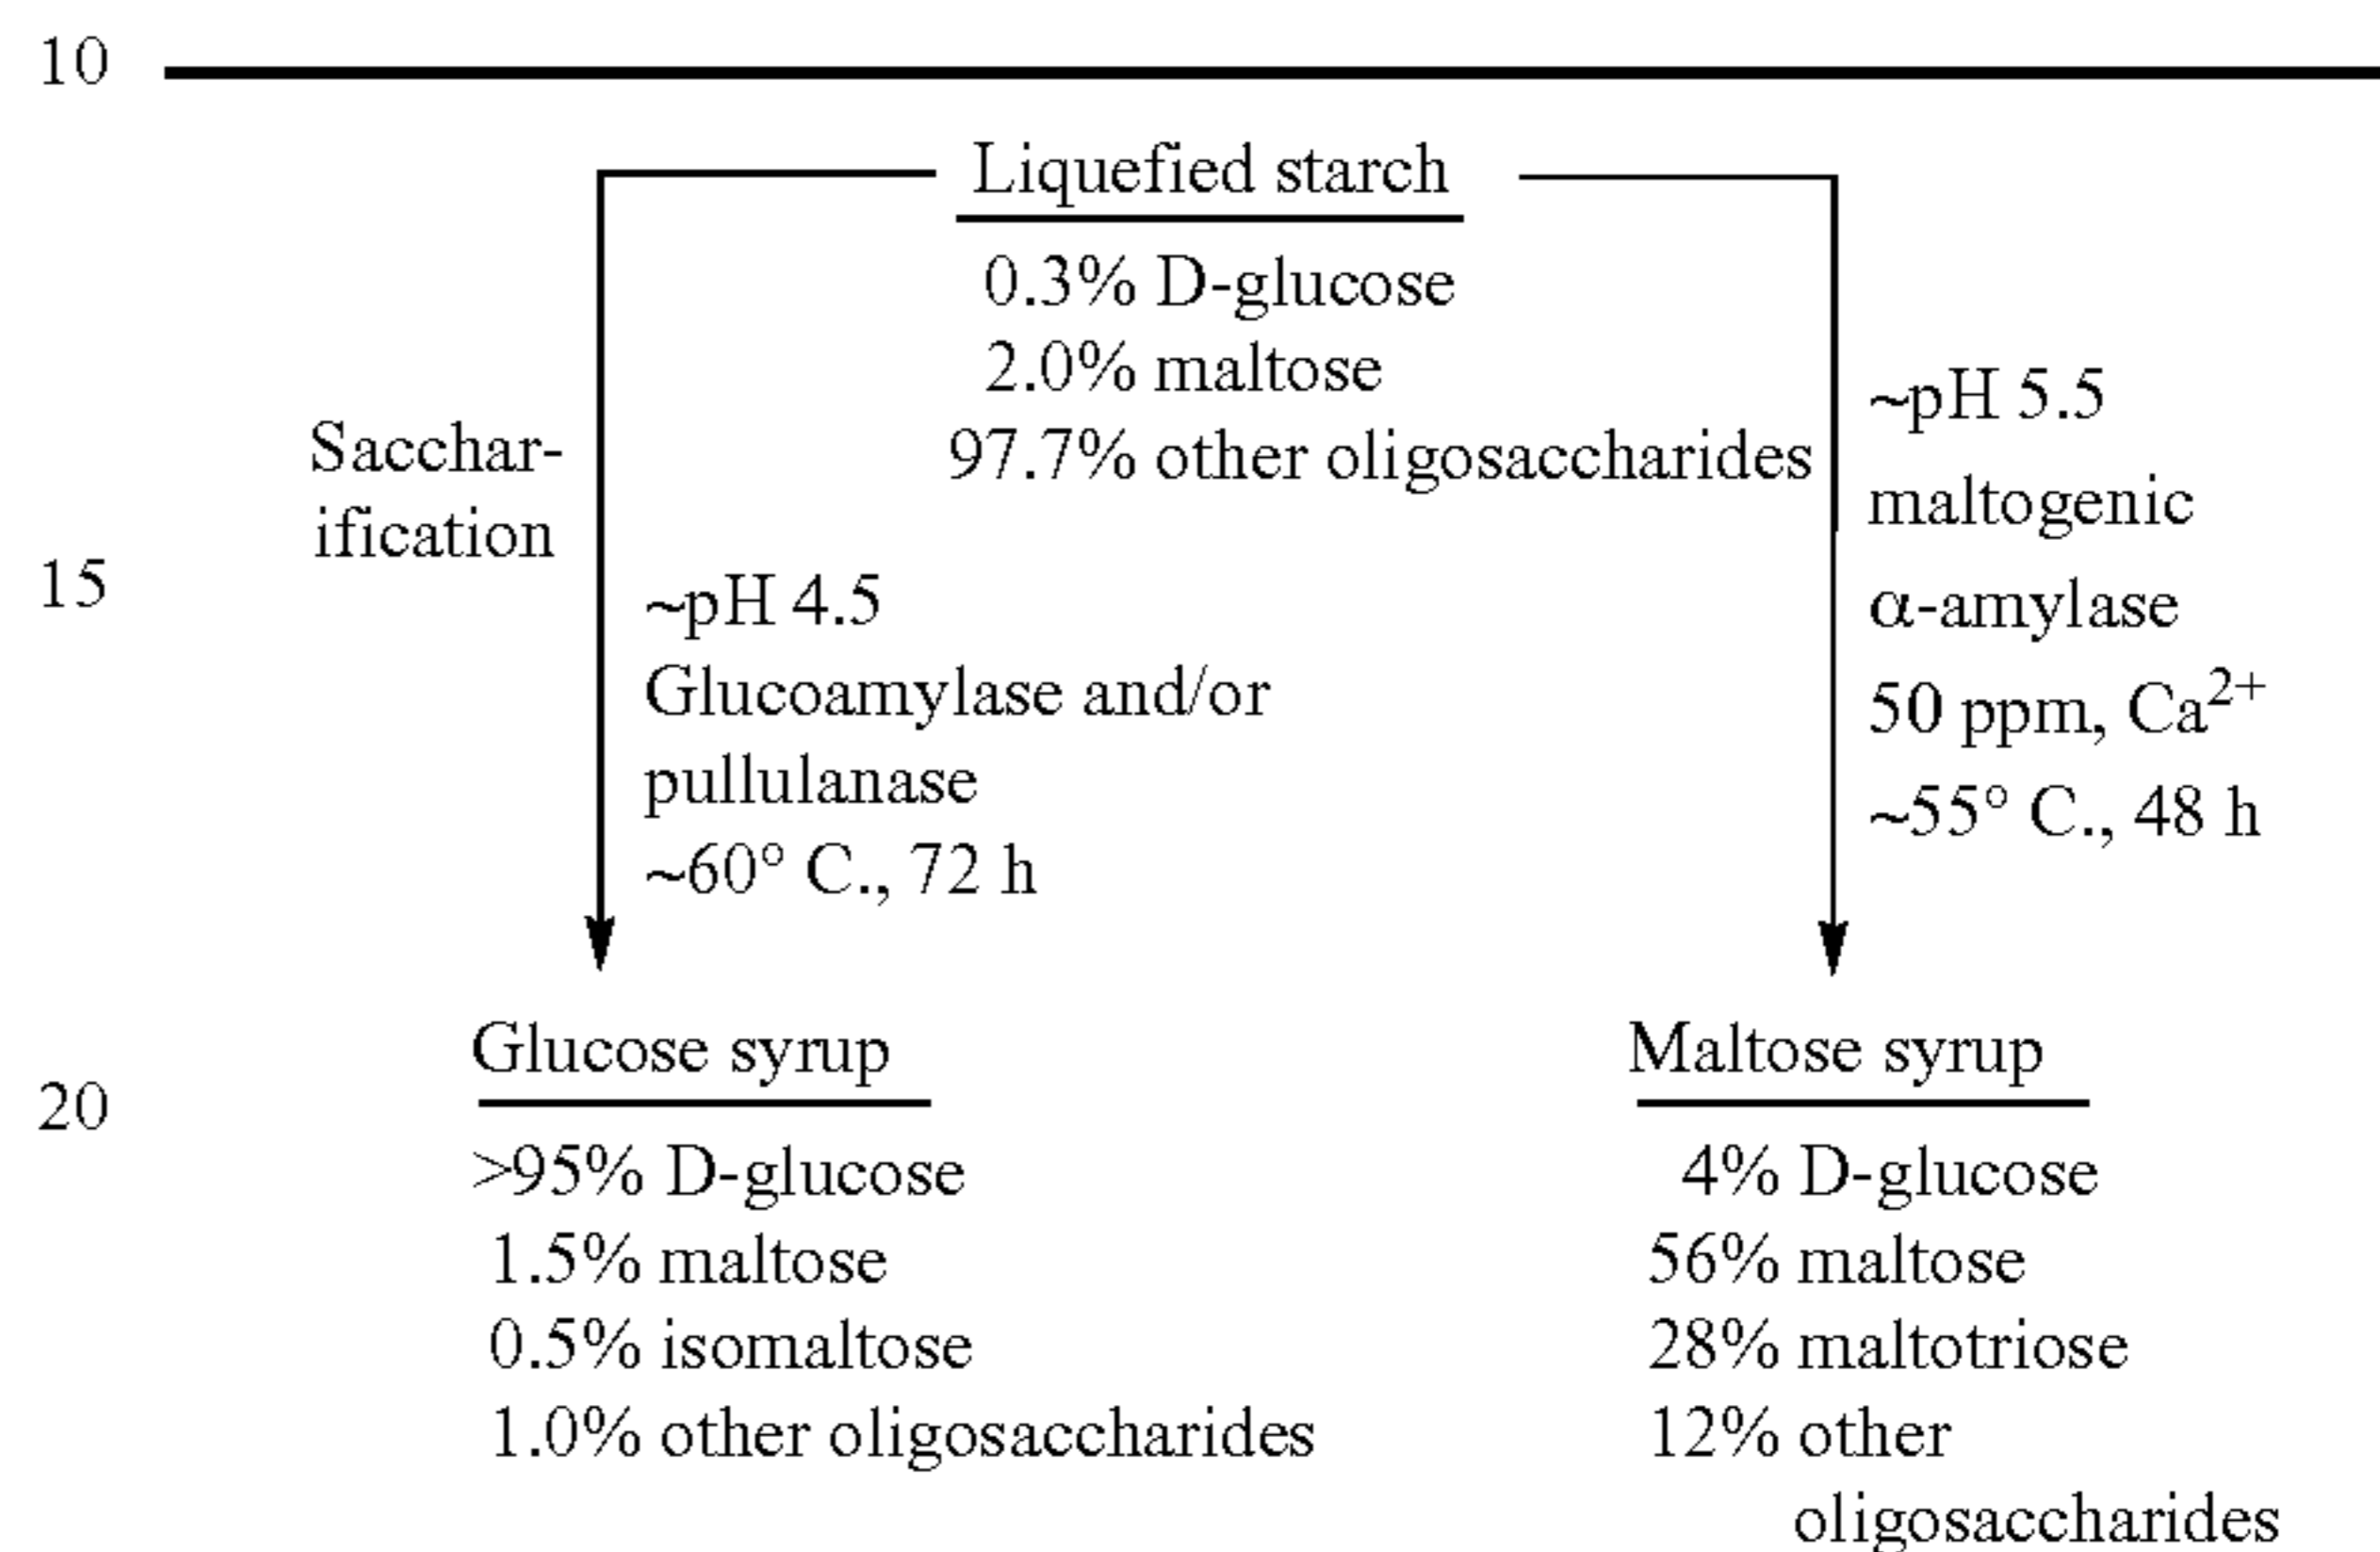 10
Liquefied starch
0.3% D-glucose
2.0% maltose
97.7% other oligosaccharides
Sacchar-
ification
15
~pH 4.5
Glucoamylase and/or
pullulanase
~60° C., 72 h
~pH 5.5
maltogenic
α-amylase
50 ppm, Ca²⁺
~55° C., 48 h
20
Glucose syrup
>95% D-glucose
1.5% maltose
0.5% isomaltose
1.0% other oligosaccharides
Maltose syrup
4% D-glucose
56% maltose
28% maltotriose
12% other
oligosaccharides